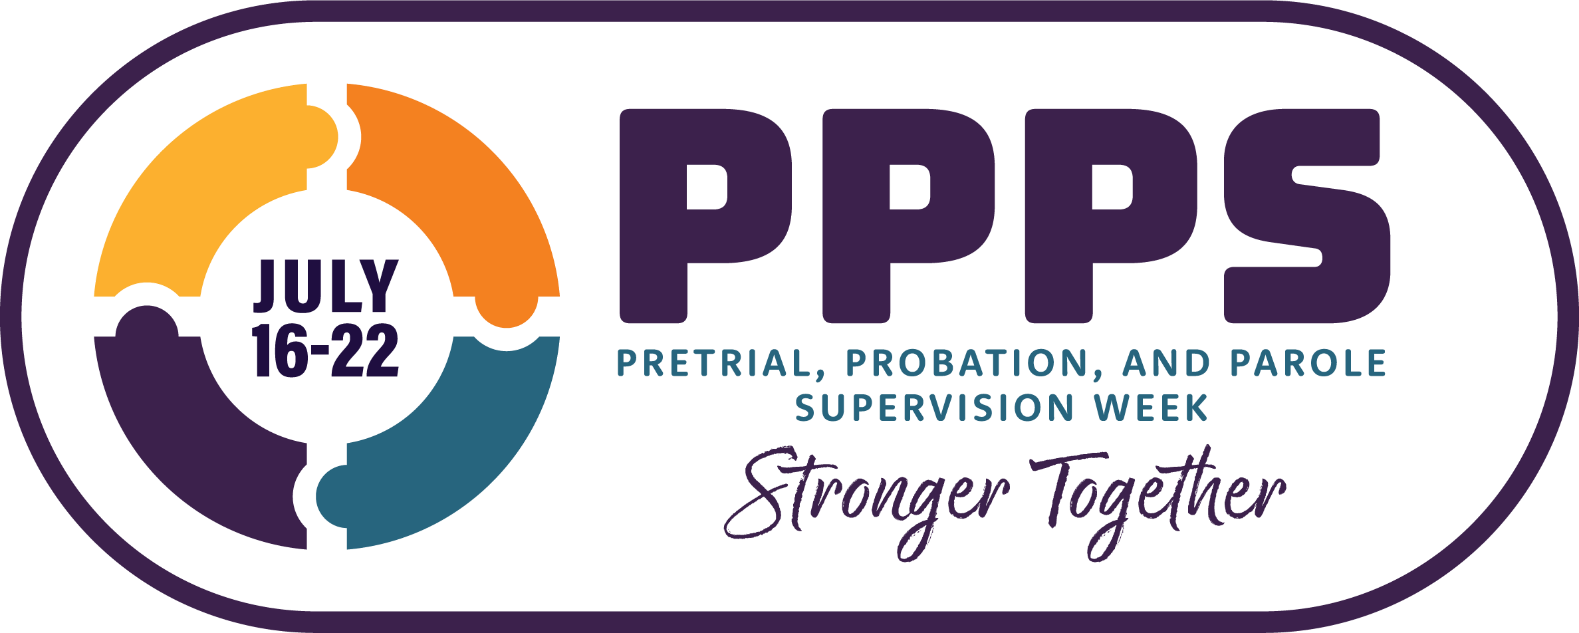 JULY
16-22
PPPS
PRETRIAL, PROBATION, AND PAROLE
SUPERVISION WEEK
Stronger Together